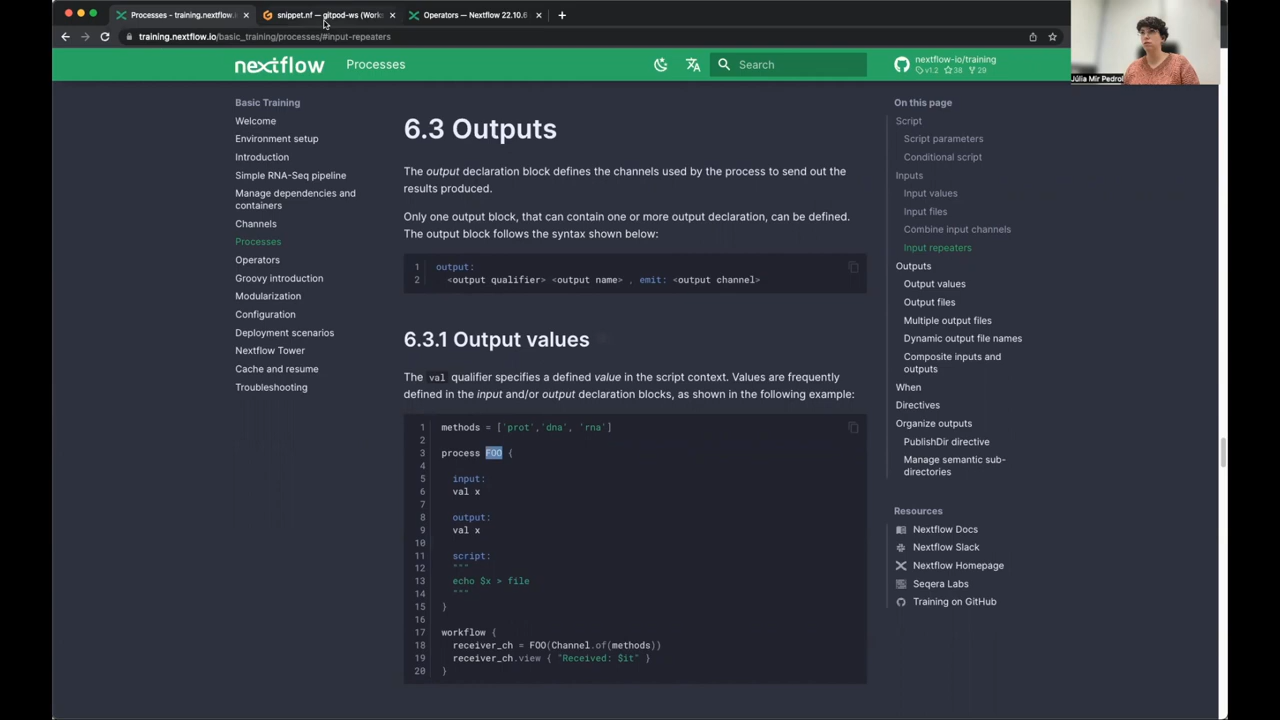 Processes - training.nextflow.
snippet.nf — gitpod-ws (Work
Operators — Nextflow 22.10.6
training.nextflow.io/basic_training/processes/#input-repeaters
nextflow
Processes
Search
nextflow-io/training
v1.2 38 29
Júlia Mir Pedrol
Basic Training
Welcome
Environment setup
Introduction
Simple RNA-Seq pipeline
Manage dependencies and
containers
Channels
Processes
Operators
Groovy introduction
Modularization
Configuration
Deployment scenarios
Nextflow Tower
Cache and resume
Troubleshooting
6.3 Outputs
The output declaration block defines the channels used by the process to send out the
results produced.
Only one output block, that can contain one or more output declaration, can be defined.
The output block follows the syntax shown below:
1 output:
2 <output qualifier> <output name> , emit: <output channel>
6.3.1 Output values
The val qualifier specifies a defined value in the script context. Values are frequently
defined in the input and/or output declaration blocks, as shown in the following example:
1 methods = ['prot','dna', 'rna']
2
3 process FOO {
4
5 input:
6 val x
7
8 output:
9 val x
10
11 script:
12 """
13 echo $x > file
14 """
15 }
16
17 workflow {
18 receiver_ch = FOO(Channel.of(methods))
19 receiver_ch.view { "Received: $it" }
20 }
On this page
Script
Script parameters
Conditional script
Inputs
Input values
Input files
Combine input channels
Input repeaters
Outputs
Output values
Output files
Multiple output files
Dynamic output file names
Composite inputs and
outputs
When
Directives
Organize outputs
PublishDir directive
Manage semantic sub-
directories
Resources
Nextflow Docs
Nextflow Slack
Nextflow Homepage
Seqera Labs
Training on GitHub